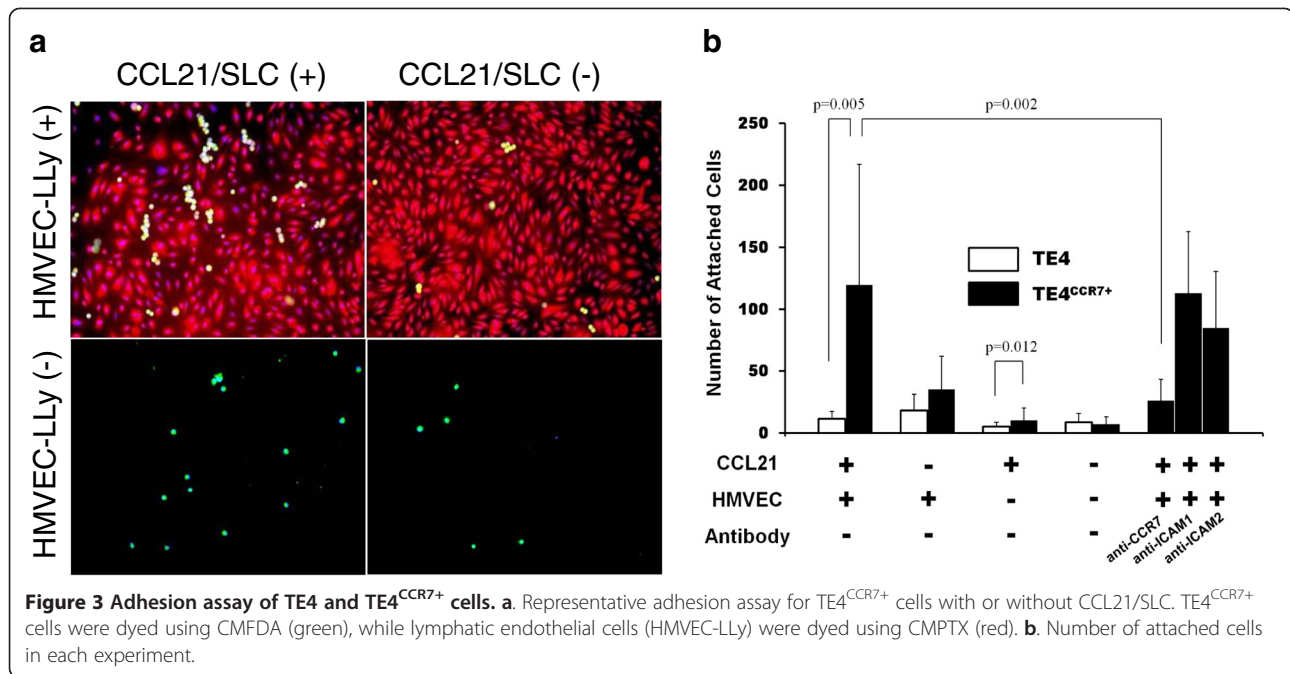 a
CCL21/SLC (+)
CCL21/SLC (-)
HMVEC-LLy (+)
HMVEC-LLy (-)
b
p=0.005
p=0.002
250
200
150
100
50
0
Number of Attached Cells
TE4
TE4CCR7+
p=0.012
CCL21 + - + - + + +
HMVEC + + - - + + +
Antibody - - - - anti-CCR7 anti-ICAM1 anti-ICAM2
Figure 3 Adhesion assay of TE4 and TE4CCR7+ cells. a. Representative adhesion assay for TE4CCR7+ cells with or without CCL21/SLC. TE4CCR7+
cells were dyed using CMFDA (green), while lymphatic endothelial cells (HMVEC-LLy) were dyed using CMPTX (red). b. Number of attached cells
in each experiment.